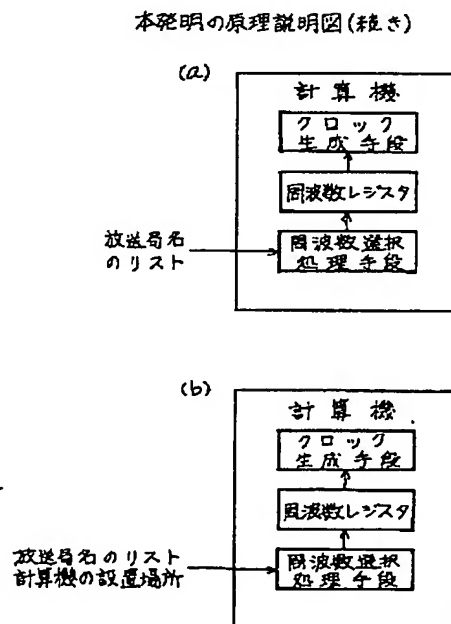 本発明の原理説明図(続き)
(a)
計算機
クロック
生成手段
周波数レジスタ
放送局名
のリスト
周波数選択
処理手段
(b)
計算機
クロック
生成手段
周波数レジスタ
放送局名のリスト
計算機の設置場所
周波数選択
処理手段